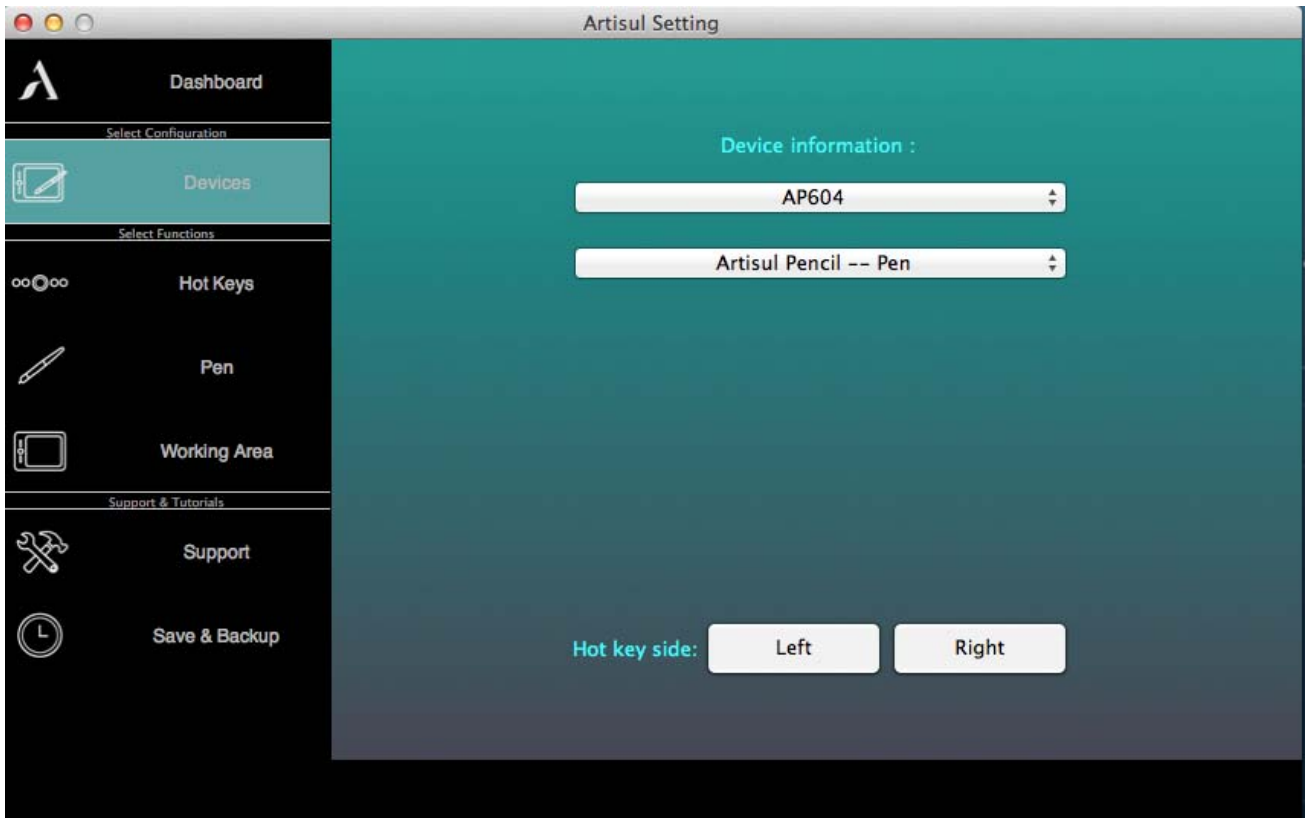 Artisul Setting
Dashboard
Select Configuration
Devices
Select Functions
Hot Keys
Pen
Working Area
Support & Tutorials
Support
Save & Backup
Device information :
AP604
Artisul Pencil -- Pen
Hot key side:
Left
Right